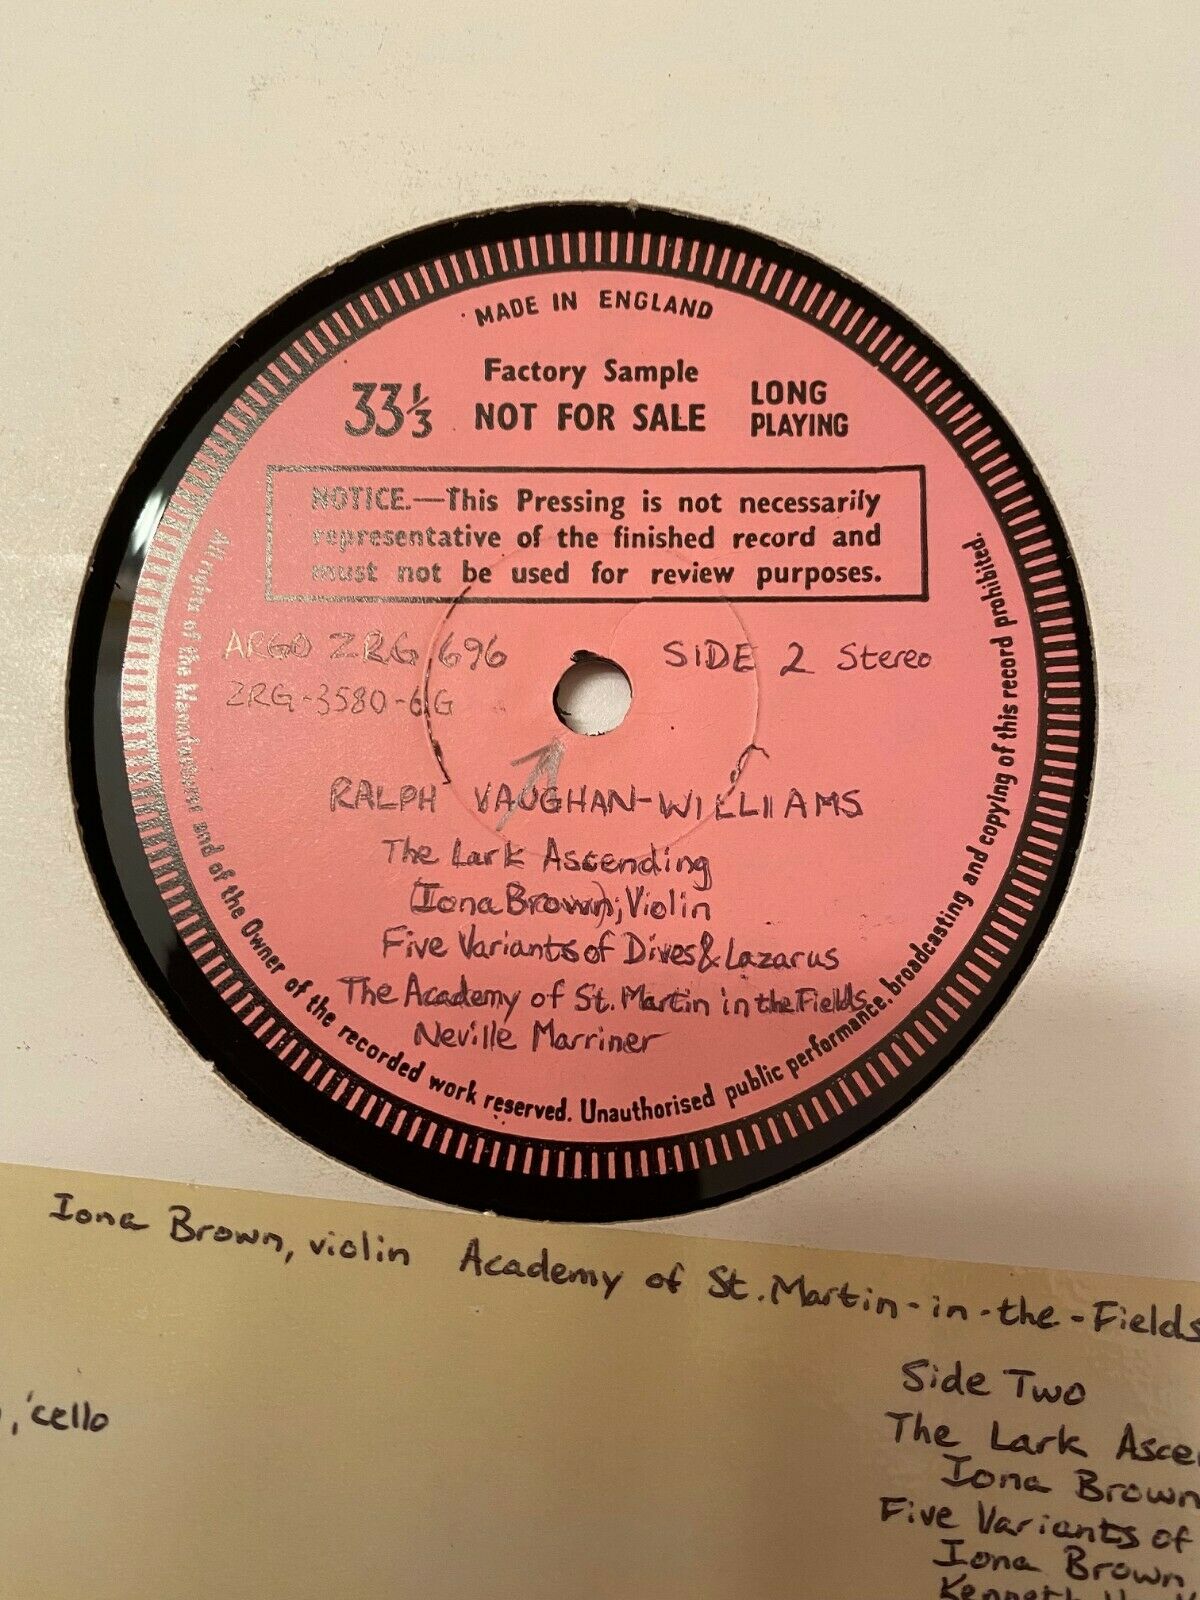 MADE IN ENGLAND
Factory Sample
33⅓ NOT FOR SALE LONG PLAYING
NOTICE.—This Pressing is not necessarily
representative of the finished record and
must not be used for review purposes.
ARGO ZRG 696 SIDE 2 Stereo
ZRG-3580-6G
RALPH VAUGHAN-WILLIAMS
The Lark Ascending
(Iona Brown); Violin
Five Variants of Dives & Lazarus
The Academy of St. Martin in the Fields
Neville Marriner
All rights of the Manufacturer and of the Owner of the recorded work reserved. Unauthorised public performance, broadcasting and copying of this record prohibited.
Iona Brown, violin Academy of St. Martin-in-the-Fields
Side Two
, 'cello
The Lark Asce
Iona Brown
Five Variants of
Iona Brown
Kenneth